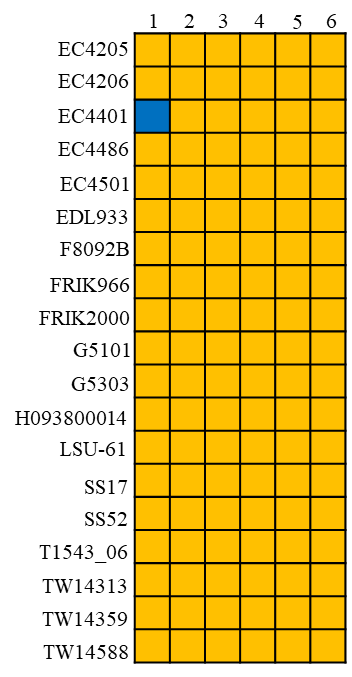 1 2 3 4 5 6
EC4205
EC4206
EC4401
EC4486
EC4501
EDL933
F8092B
FRIK966
FRIK2000
G5101
G5303
H093800014
LSU-61
SS17
SS52
T1543_06
TW14313
TW14359
TW14588